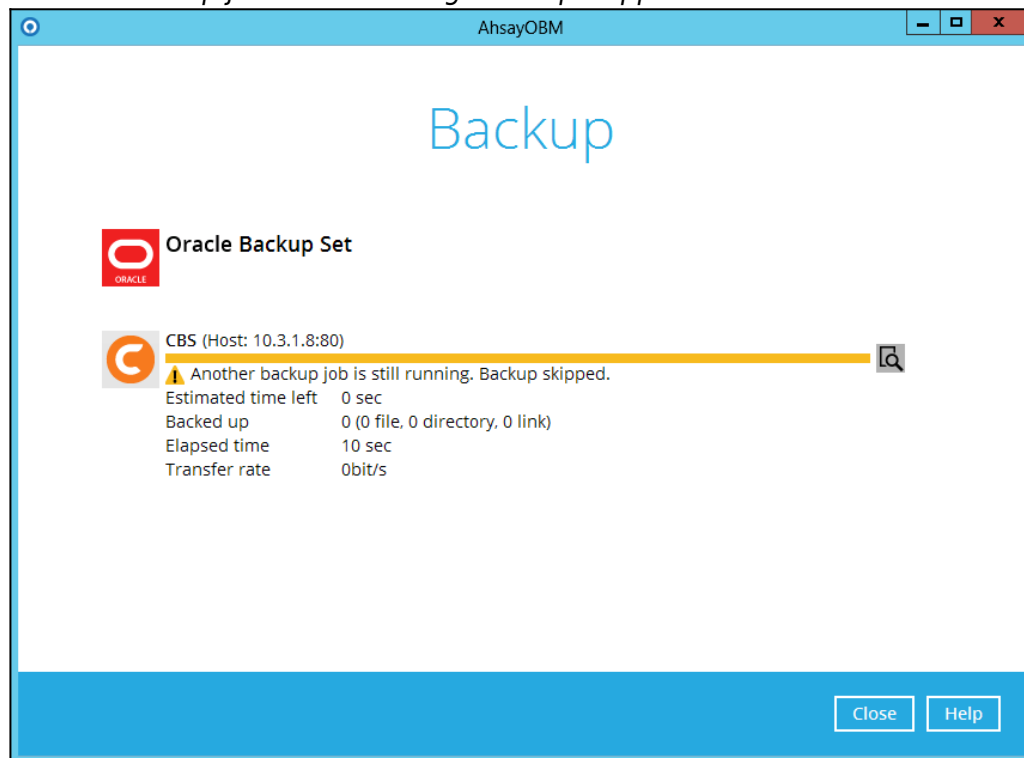 AhsayOBM
Backup
Oracle Backup Set
ORACLE
CBS (Host: 10.3.1.8:80)
Another backup job is still running. Backup skipped.
Estimated time left 0 sec
Backed up 0 (0 file, 0 directory, 0 link)
Elapsed time 10 sec
Transfer rate 0bit/s
Close Help